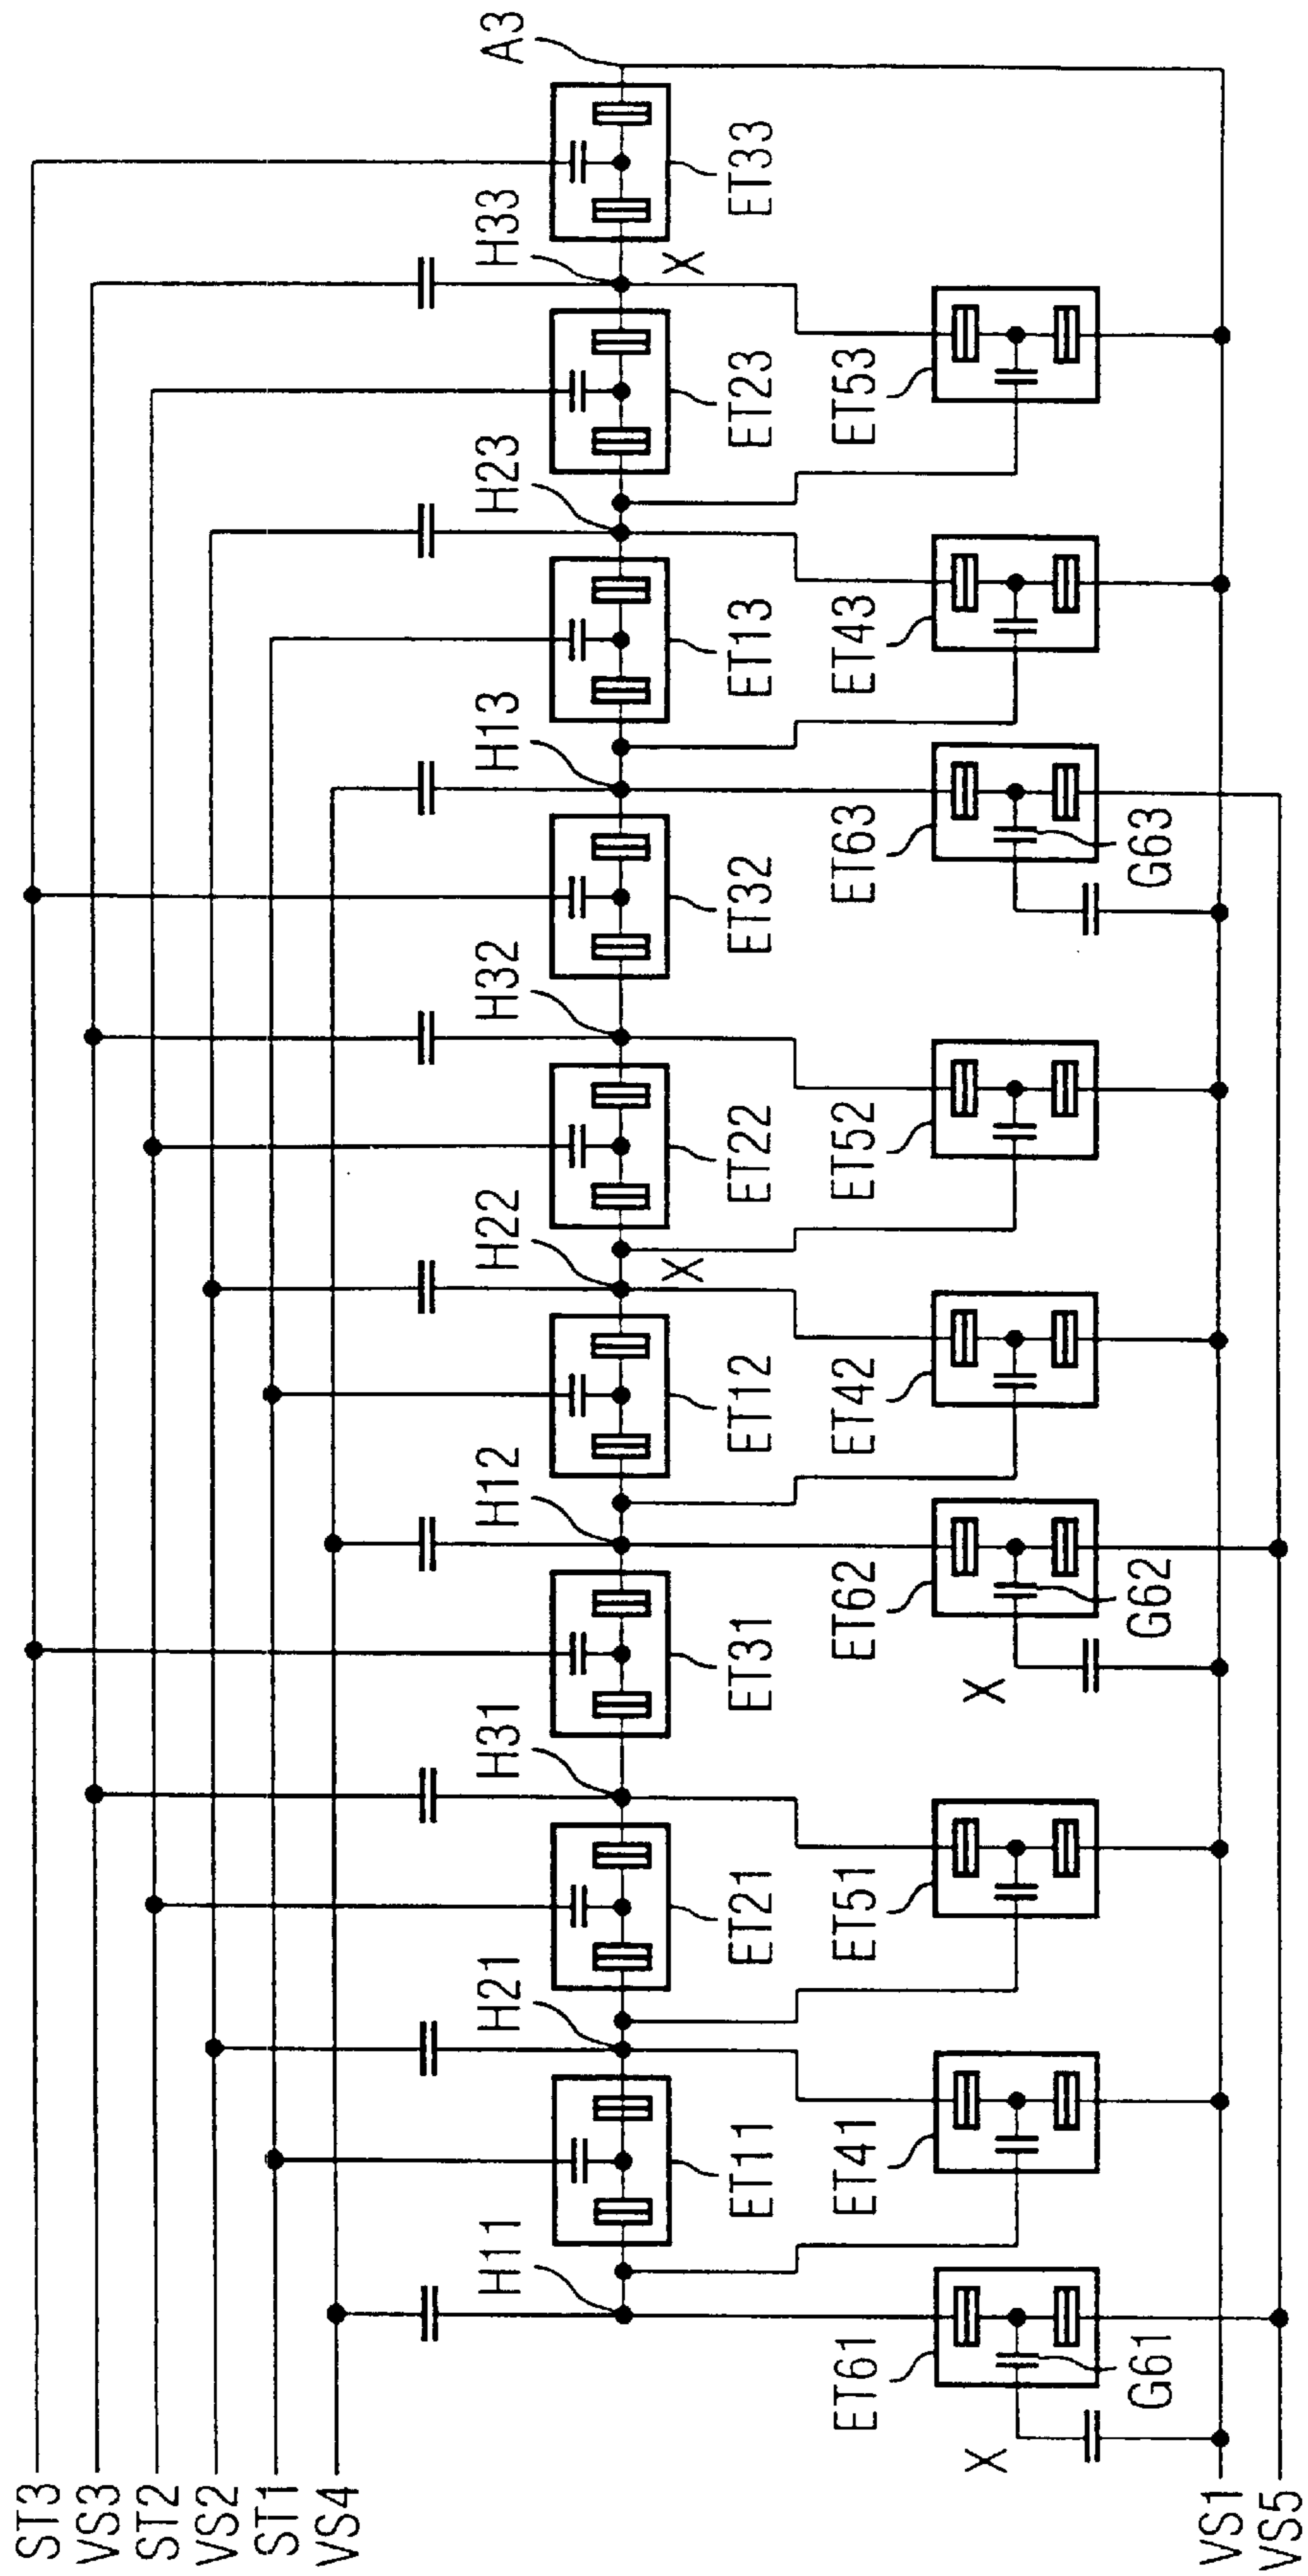 ST3
VS3
ST2
VS2
ST1
VS4
H11
H21
H31
H12
H22
H32
H13
H23
H33
A3
ET11
ET21
ET31
ET12
X
ET22
ET32
ET13
ET23
X
ET33
ET61
ET41
ET51
ET62
ET42
ET52
ET63
ET43
ET53
X
X
G61
G62
G63
VS1
VS5